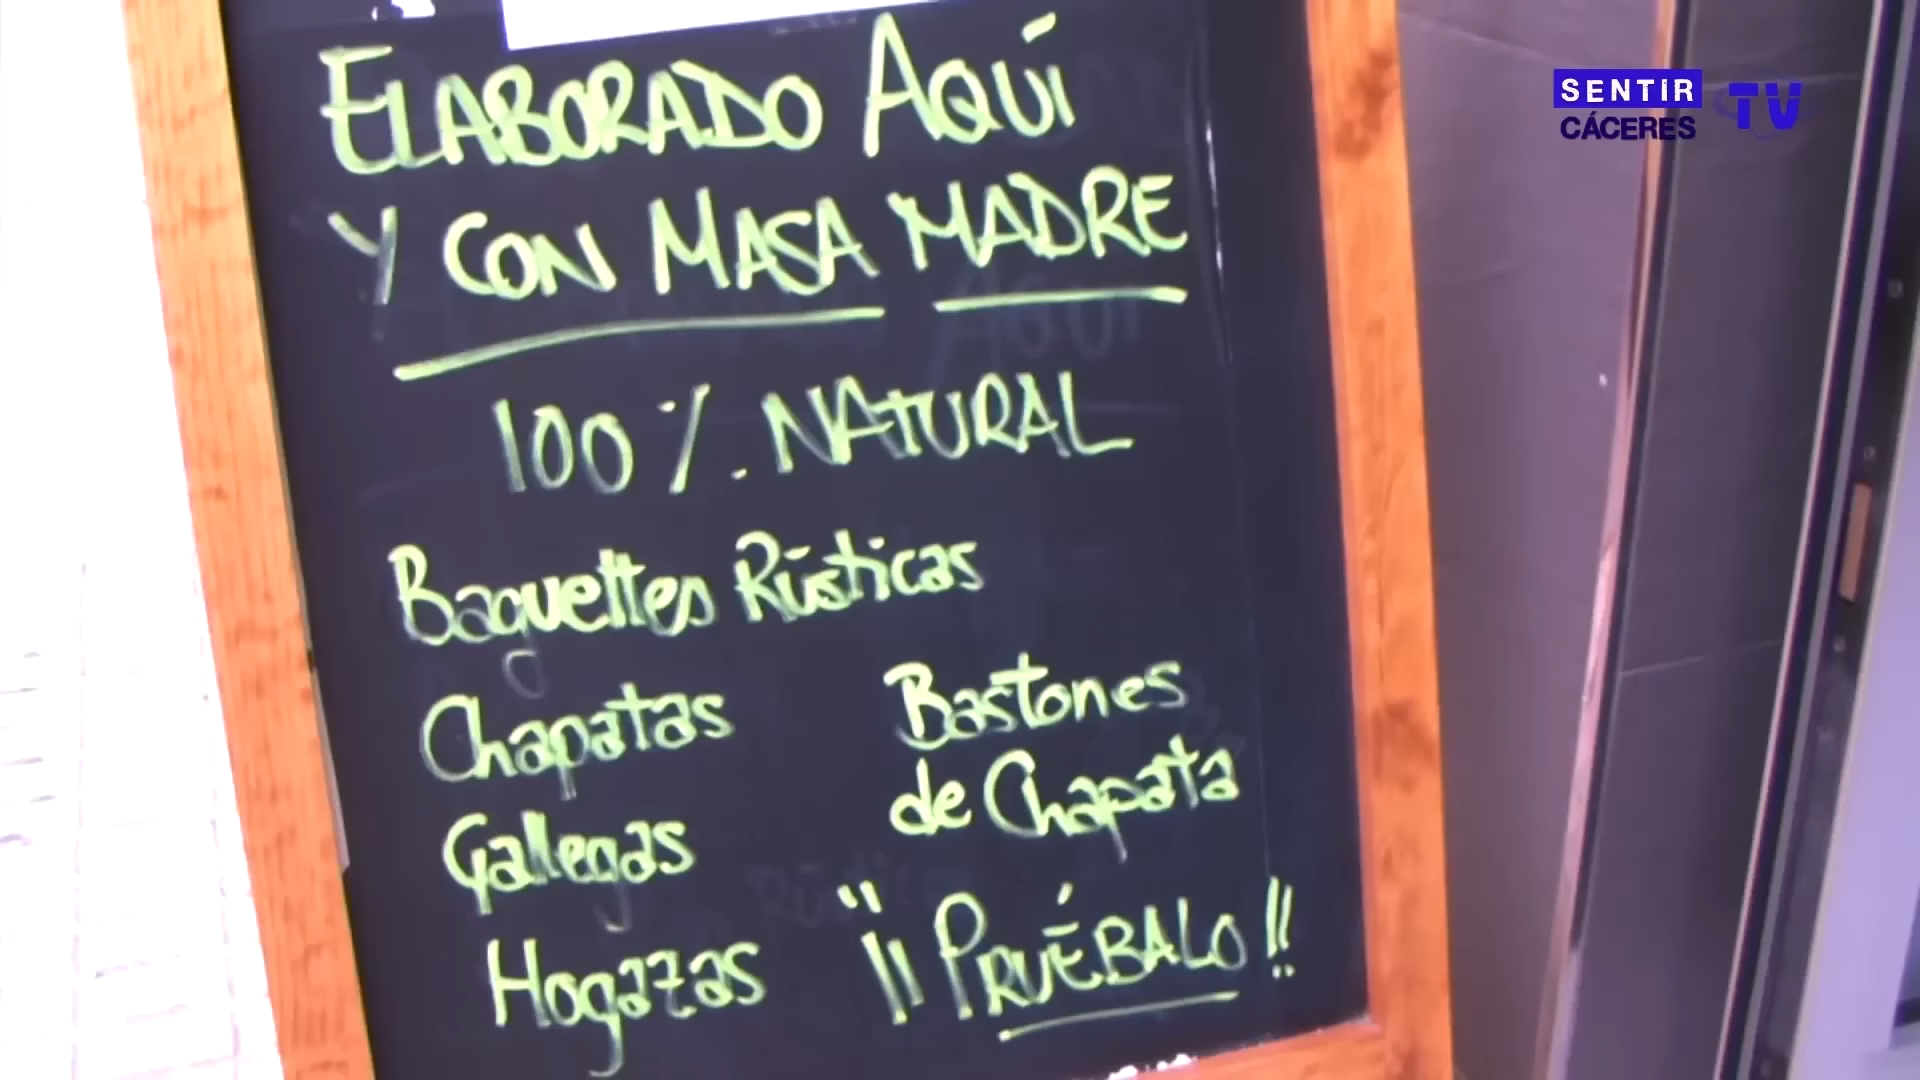 ELABORADO AQUÍ
Y CON MASA MADRE
100%. NATURAL
Baguettes Rústicas
Chapatas
Gallegas
Hogazas
Bastones
de Chapata
¡¡PRUÉBALO!!
SENTIR
CÁCERES
TV